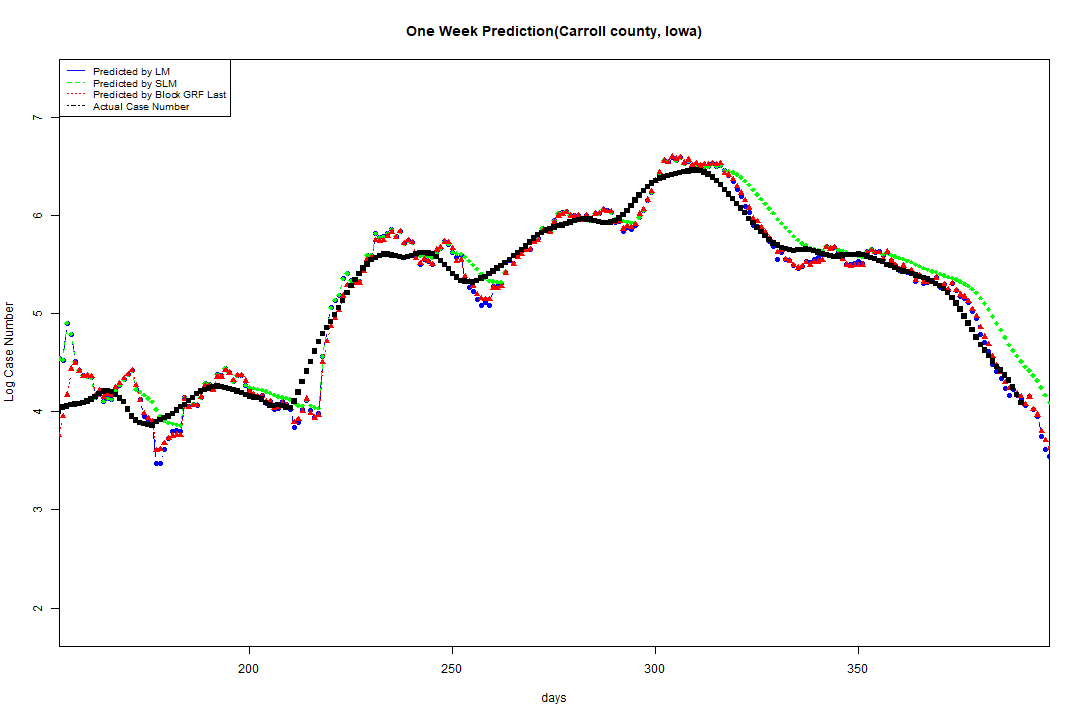 One Week Prediction(Carroll county, Iowa)
Predicted by LM
Predicted by SLM
Predicted by Block GRF Last
Actual Case Number
7
6
5
4
3
2
Log Case Number
200 250 300 350
days